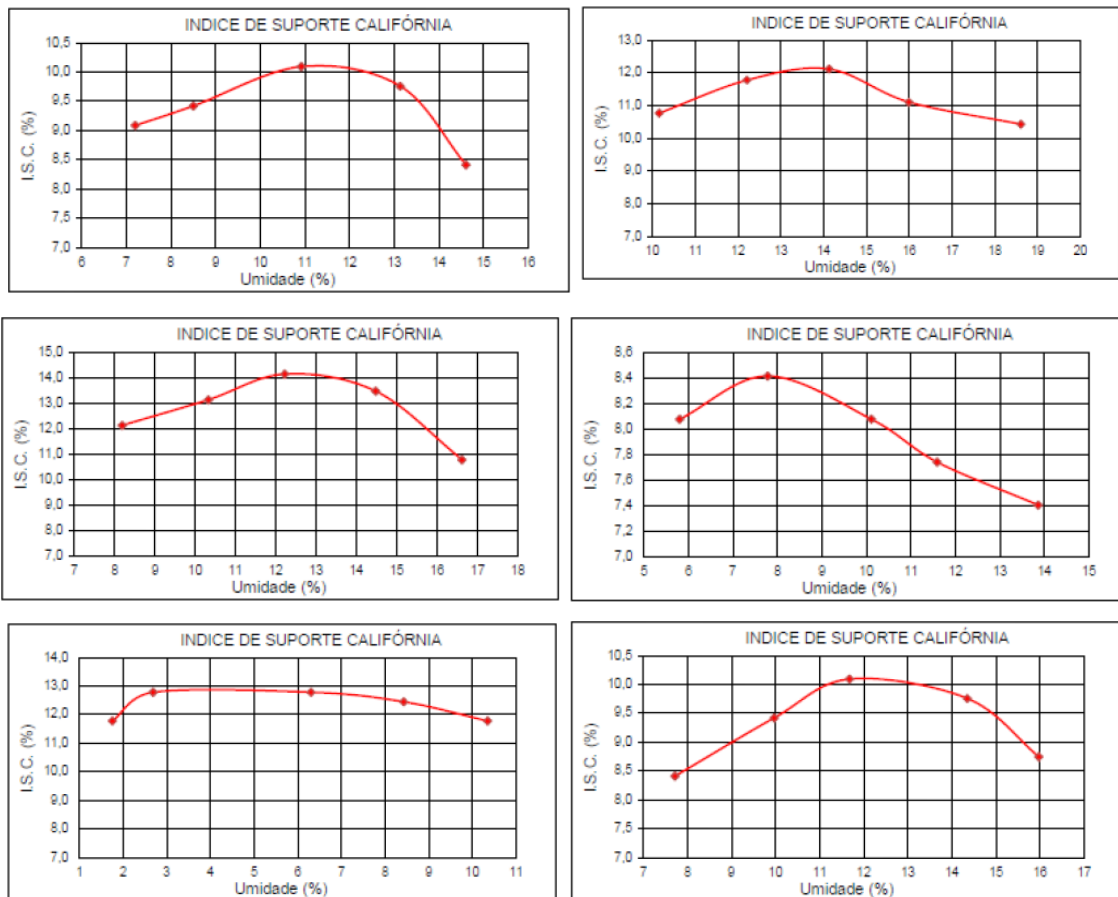 INDICE DE SUPORTE CALIFÓRNIA
I.S.C. (%)
10,5
10,0
9,5
9,0
8,5
8,0
7,5
7,0
6 7 8 9 10 11 12 13 14 15 16
Umidade (%)
INDICE DE SUPORTE CALIFÓRNIA
I.S.C. (%)
13,0
12,0
11,0
10,0
9,0
8,0
7,0
10 11 12 13 14 15 16 17 18 19 20
Umidade (%)
INDICE DE SUPORTE CALIFÓRNIA
I.S.C. (%)
15,0
14,0
13,0
12,0
11,0
10,0
9,0
8,0
7,0
7 8 9 10 11 12 13 14 15 16 17 18
Umidade (%)
INDICE DE SUPORTE CALIFÓRNIA
I.S.C. (%)
8,6
8,4
8,2
8,0
7,8
7,6
7,4
7,2
7,0
5 6 7 8 9 10 11 12 13 14 15
Umidade (%)
INDICE DE SUPORTE CALIFÓRNIA
I.S.C. (%)
14,0
13,0
12,0
11,0
10,0
9,0
8,0
7,0
1 2 3 4 5 6 7 8 9 10 11
Umidade (%)
INDICE DE SUPORTE CALIFÓRNIA
I.S.C. (%)
10,5
10,0
9,5
9,0
8,5
8,0
7,5
7,0
7 8 9 10 11 12 13 14 15 16 17
Umidade (%)